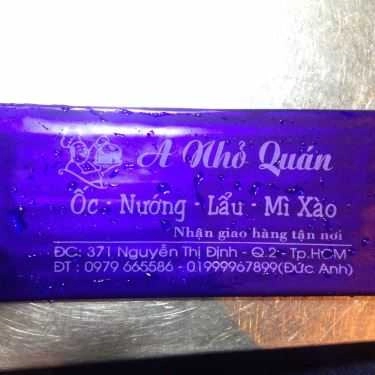 A Nhỏ Quán
Ốc - Nướng - Lẩu - Mì Xào
Nhận giao hàng tận nơi
ĐC: 371 Nguyễn Thị Định - Q.2 - Tp.HCM
ĐT : 0979 665586 - 01999967899(Đức Anh)